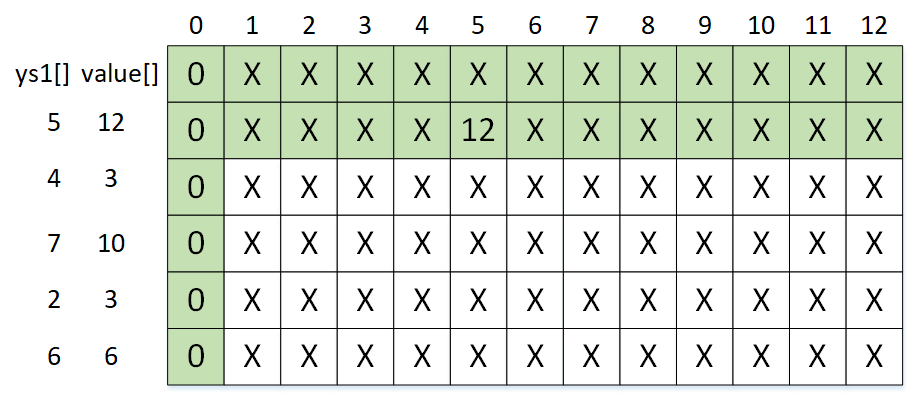 0 1 2 3 4 5 6 7 8 9 10 11 12
ys1[] value[] 0 X X X X X X X X X X X X
5 12 0 X X X X 12 X X X X X X X
4 3 0 X X X X X X X X X X X X
7 10 0 X X X X X X X X X X X X
2 3 0 X X X X X X X X X X X X
6 6 0 X X X X X X X X X X X X